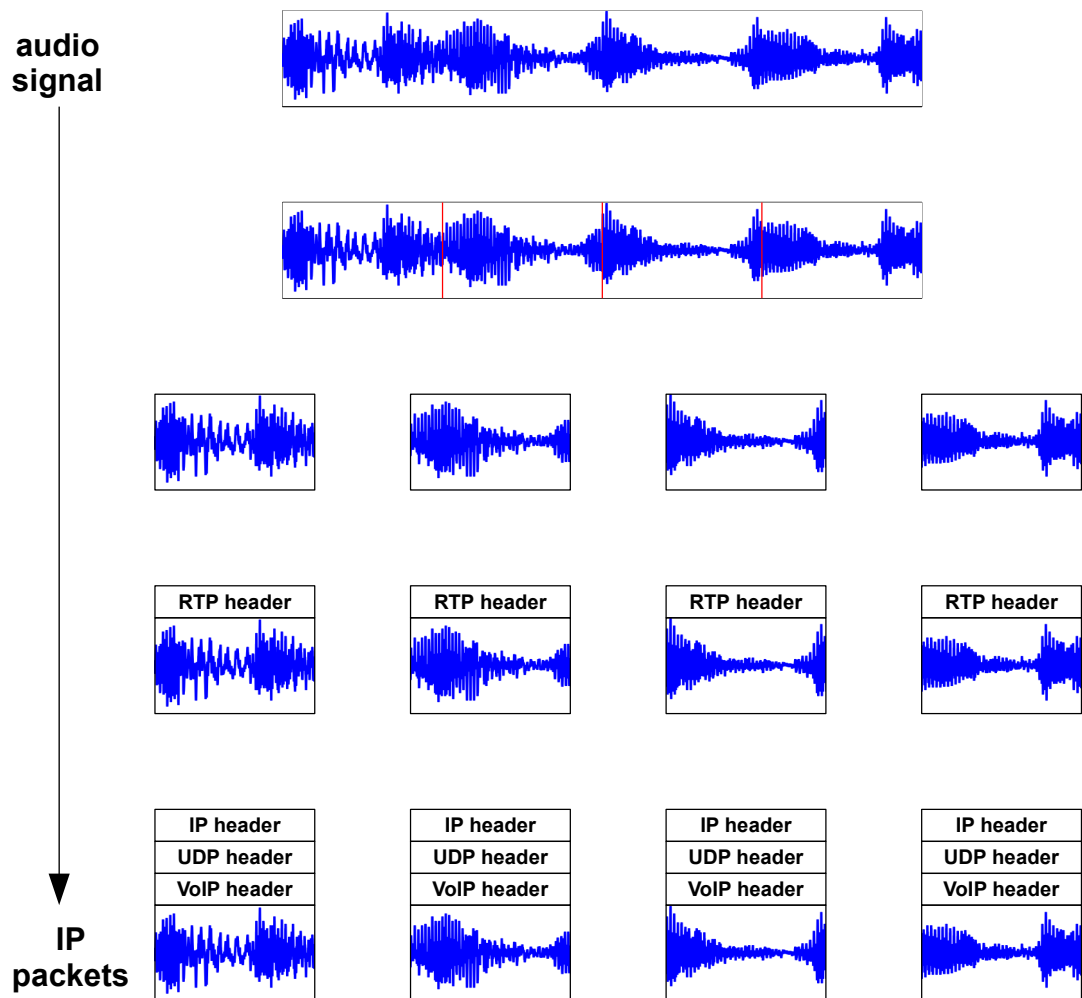 audio
signal
RTP header RTP header RTP header RTP header
IP header IP header IP header IP header
UDP header UDP header UDP header UDP header
VoIP header VoIP header VoIP header VoIP header
IP
packets